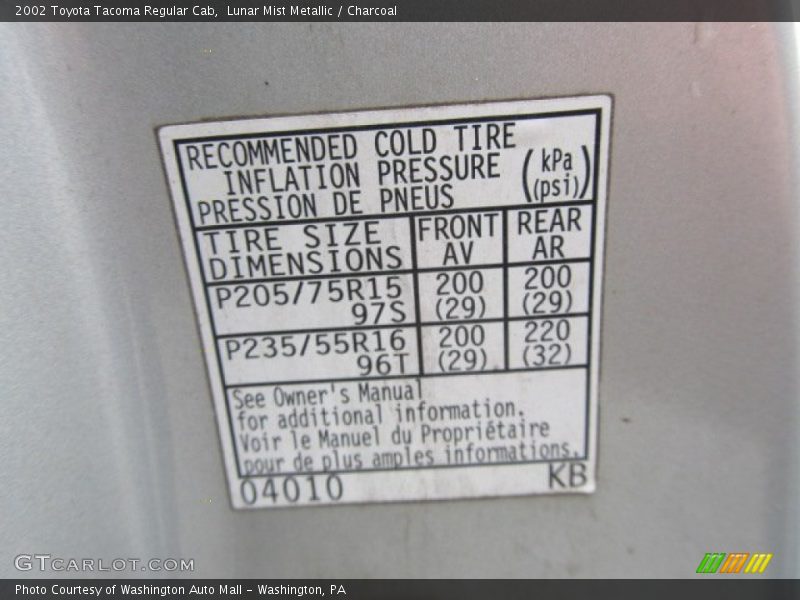 2002 Toyota Tacoma Regular Cab,  Lunar Mist Metallic / Charcoal
RECOMMENDED COLD TIRE
INFLATION PRESSURE (kPa
(psi))
PRESSION DE PNEUS
TIRE SIZE
DIMENSIONS
FRONT
AV
REAR
AR
P205/75R15
97S
200
(29)
200
(29)
P235/55R16
96T
200
(29)
220
(32)
See Owner's Manual
for additional information.
Voir le Manuel du Propriétaire
pour de plus amples informations.
04010 KB
GTCARLOT.COM
Photo Courtesy of Washington Auto Mall – Washington, PA